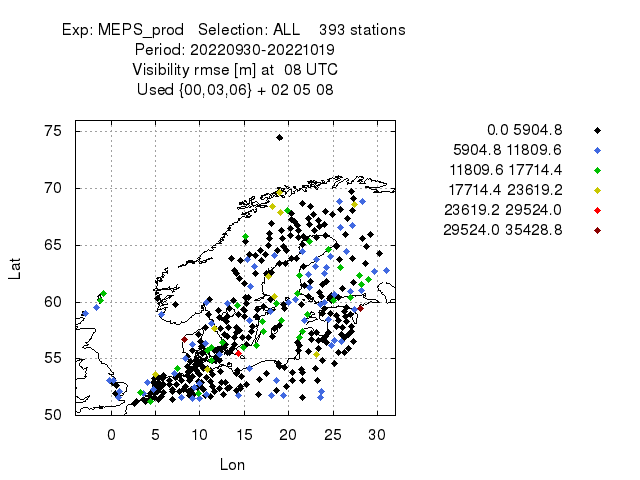 Exp: MEPS_prod Selection: ALL 393 stations
Period: 20220930-20221019
Visibility rmse [m] at 08 UTC
Used {00,03,06} + 02 05 08
0.0 5904.8
5904.8 11809.6
11809.6 17714.4
17714.4 23619.2
23619.2 29524.0
29524.0 35428.8
75
70
65
60
55
50
Lat
0 5 10 15 20 25 30
Lon